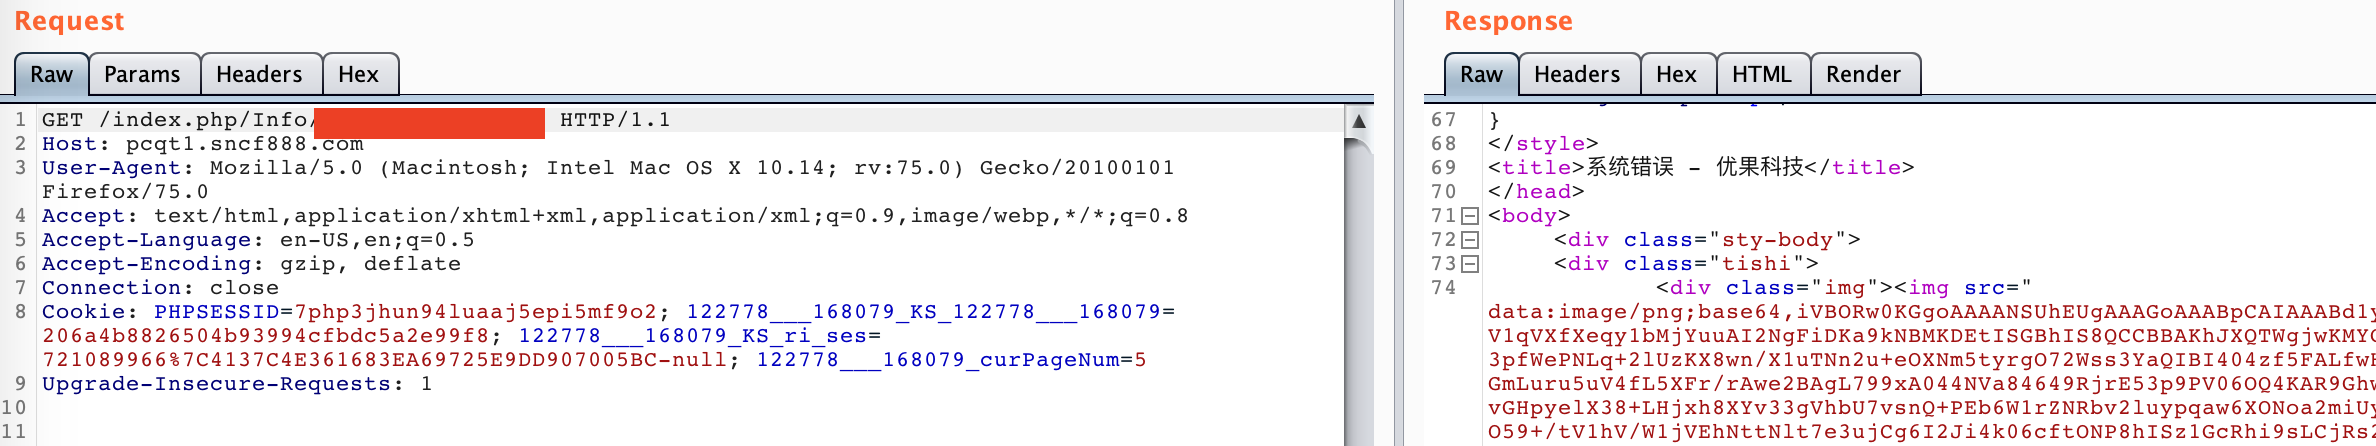 Request
Raw
Params
Headers
Hex
1 GET /index.php/Info/ HTTP/1.1
2 Host: pcqt1.sncf888.com
3 User-Agent: Mozilla/5.0 (Macintosh; Intel Mac OS X 10.14; rv:75.0) Gecko/20100101
Firefox/75.0
4 Accept: text/html,application/xhtml+xml,application/xml;q=0.9,image/webp,*/*;q=0.8
5 Accept-Language: en-US,en;q=0.5
6 Accept-Encoding: gzip, deflate
7 Connection: close
8 Cookie: PHPSESSID=7php3jhun94luaaj5epi5mf9o2; 122778___168079_KS_122778___168079=
206a4b8826504b93994cfbdc5a2e99f8; 122778___168079_KS_ri_ses=
721089966%7C4137C4E361683EA69725E9DD907005BC-null; 122778___168079_curPageNum=5
9 Upgrade-Insecure-Requests: 1
10
11
Response
Raw
Headers
Hex
HTML
Render
67 }
68 </style>
69 <title>系统错误 - 优果科技</title>
70 </head>
71 <body>
72 <div class="sty-body">
73 <div class="tishi">
74 <div class="img"><img src="
data:image/png;base64,iVBORw0KGgoAAAANSUhEUgAAAGoAAABpCAIAAABd1y
V1qVXfXeqy1bMjYuuAI2NgFiDKa9kNBMKDEtISGBhIS8QCCBBAKhJXQTWgjwKMY
3pfWePNLq+2lUzKX8wn/X1uTNn2u+eOXNm5tyrgO72Wss3YaQIBI404zf5FALfw
GmLuru5uV4fL5XFr/rAwe2BAgL799xA044NVa84649RjrE53p9PV06OQ4KAR9Gh
vGHpyelX38+LHjxh8XYv33gVhbU7vsnQ+PEb6W1rZNRbv2luypqaw6XONoa2miU
O59+/tV1hV/W1jVEhNttNlt7e3ujCg6I2Ji4k06cftONP8hISz1GcRhi9sLCjRs